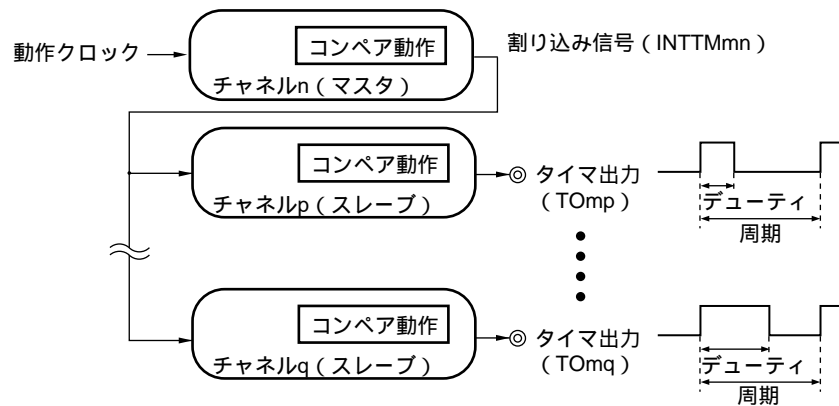 動作クロック
コンペア動作
チャネルn（マスタ）
割り込み信号（INTTMmn）
コンペア動作
チャネルp（スレーブ）
タイマ出力
（TOmp）
デューティ
周期
コンペア動作
チャネルq（スレーブ）
タイマ出力
（TOmq）
デューティ
周期